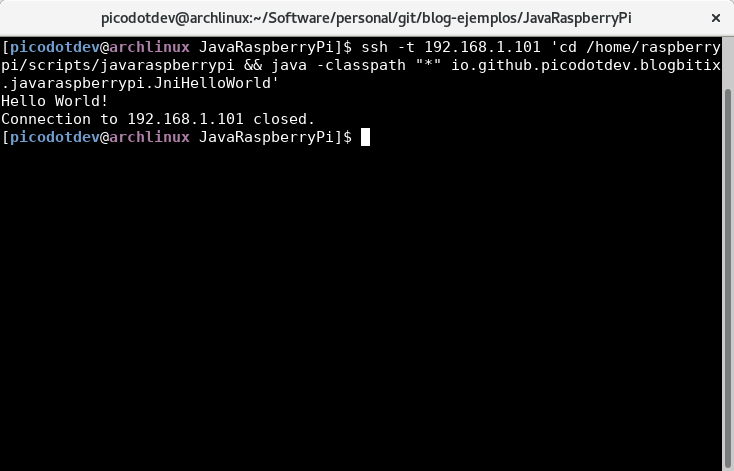 picodotdev@archlinux:~/Software/personal/git/blog-ejemplos/JavaRaspberryPi
[picodotdev@archlinux JavaRaspberryPi]$ ssh -t 192.168.1.101 'cd /home/raspberry
pi/scripts/javaraspberrypi && java -classpath "*" io.github.picodotdev.blogbitix
.javaraspberrypi.JniHelloWorld'
Hello World!
Connection to 192.168.1.101 closed.
[picodotdev@archlinux JavaRaspberryPi]$